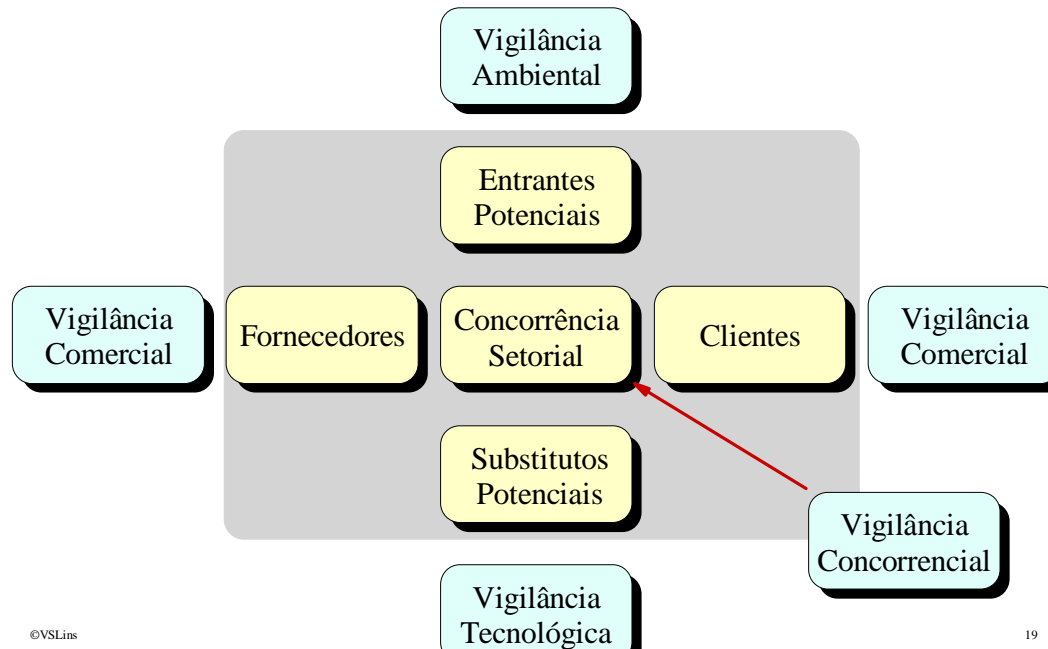 Vigilância
Ambiental
Entrantes
Potenciais
Vigilância
Comercial
Fornecedores
Concorrência
Setorial
Clientes
Vigilância
Comercial
Substitutos
Potenciais
Vigilância
Concorrencial
Vigilância
Tecnológica
©VSLins
19